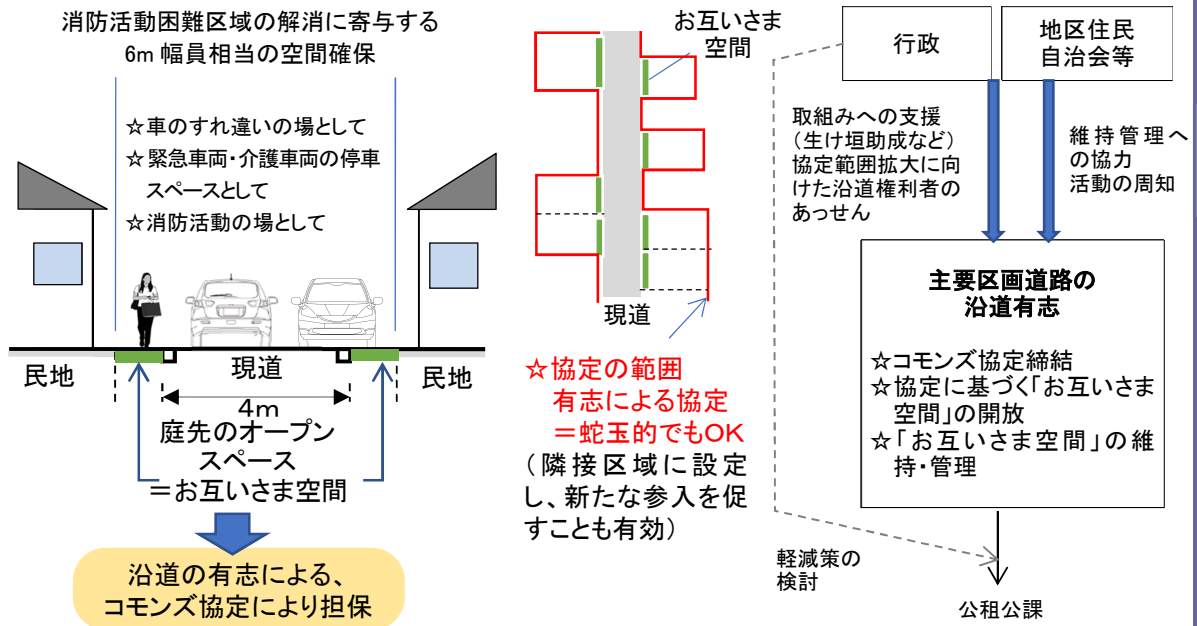 消防活動困難区域の解消に寄与する
6m 幅員相当の空間確保
☆車のすれ違いの場として
☆緊急車両・介護車両の停車
スペースとして
☆消防活動の場として
民地
現道
民地
4m
庭先のオープン
スペース
＝お互いさま空間
沿道の有志による、
コモンズ協定により担保
お互いさま
空間
現道
☆協定の範囲
有志による協定
＝蛇玉的でもOK
（隣接区域に設定
し、新たな参入を促
すことも有効）
行政
地区住民
自治会等
取組みへの支援
（生け垣助成など）
協定範囲拡大に向
けた沿道権利者の
あっせん
維持管理へ
の協力
活動の周知
主要区画道路の
沿道有志
☆コモンズ協定締結
☆協定に基づく「お互いさま
空間」の開放
☆「お互いさま空間」の維
持・管理
軽減策の
検討
公租公課